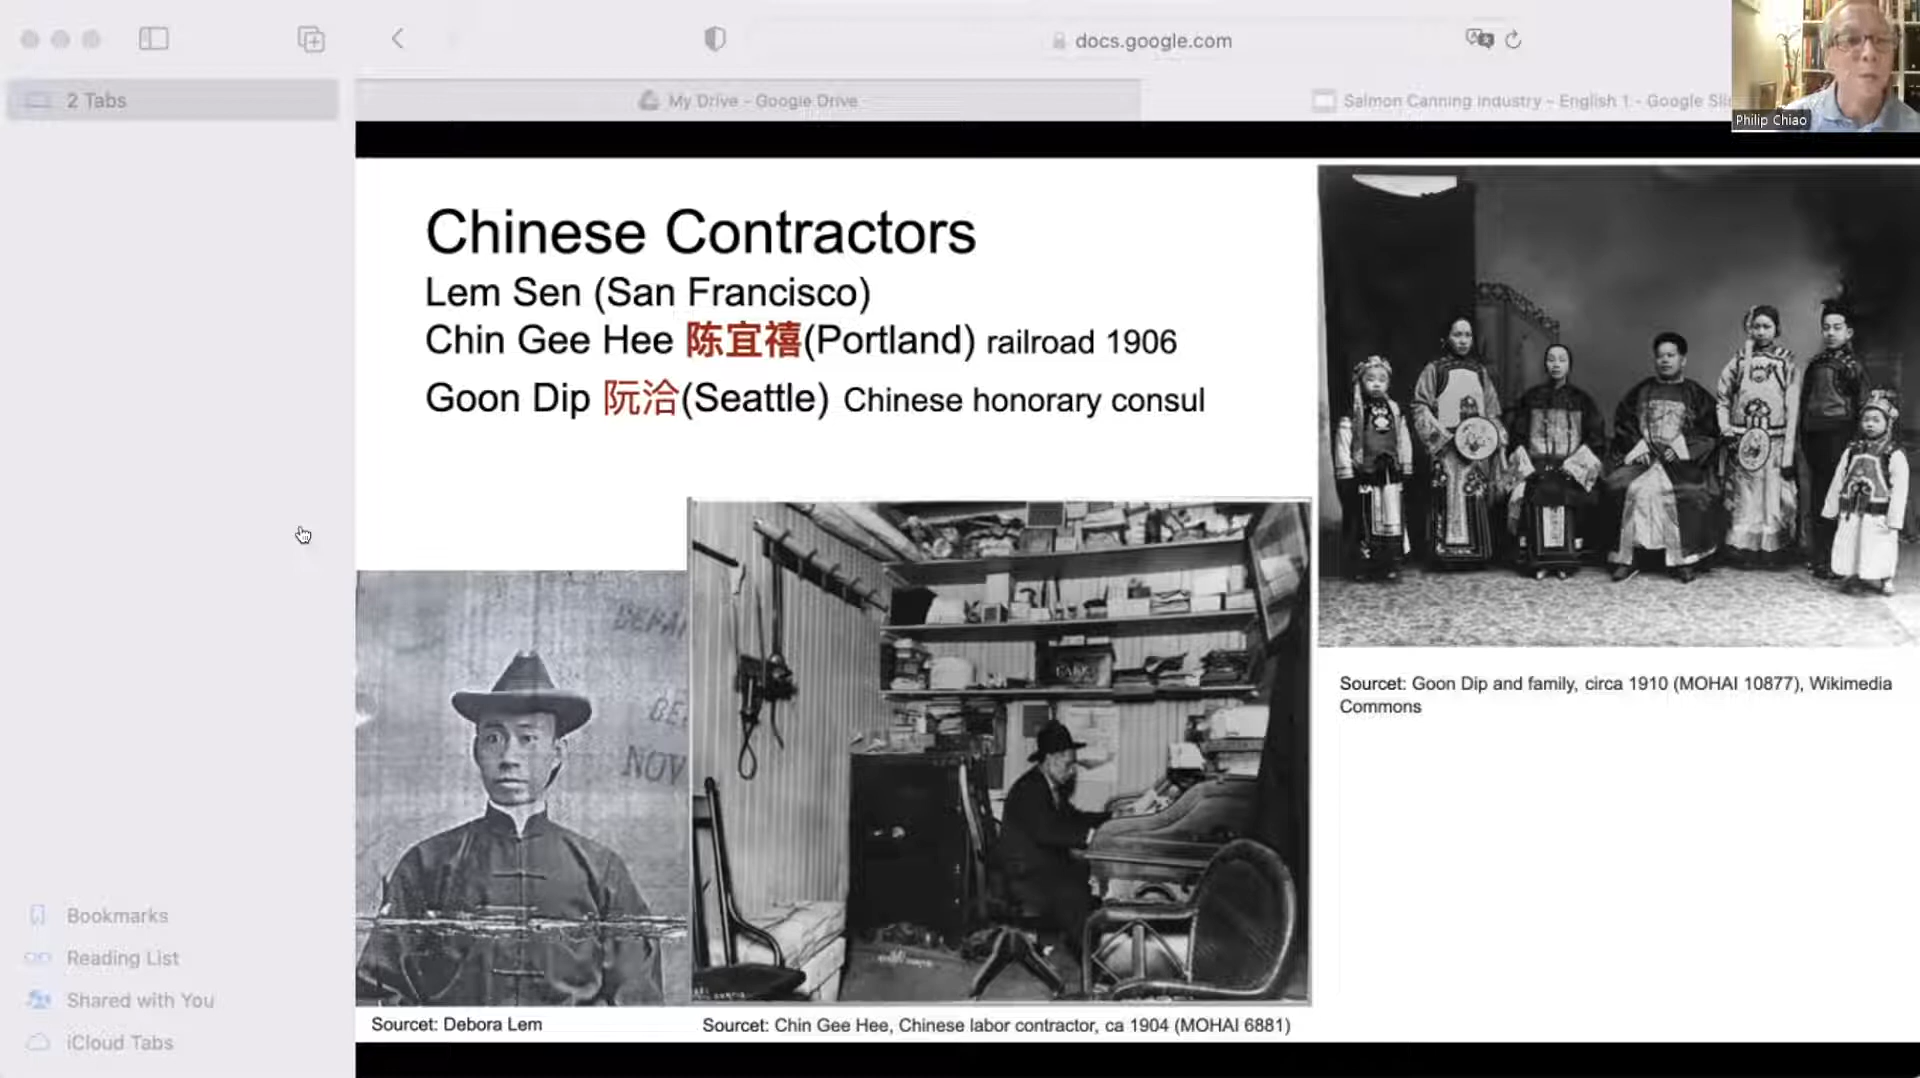 docs.google.com
2 Tabs
My Drive - Google Drive
Salmon Canning Industry - English 1 - Google
Philip Chiao
Chinese Contractors
Lem Sen (San Francisco)
Chin Gee Hee 陈宜禧(Portland) railroad 1906
Goon Dip 阮洽(Seattle) Chinese honorary consul
Sourcet: Goon Dip and family, circa 1910 (MOHAI 10877), Wikimedia
Commons
NOV
Bookmarks
Reading List
Shared with You
iCloud Tabs
Sourcet: Debora Lem
Sourcet: Chin Gee Hee, Chinese labor contractor, ca 1904 (MOHAI 6881)